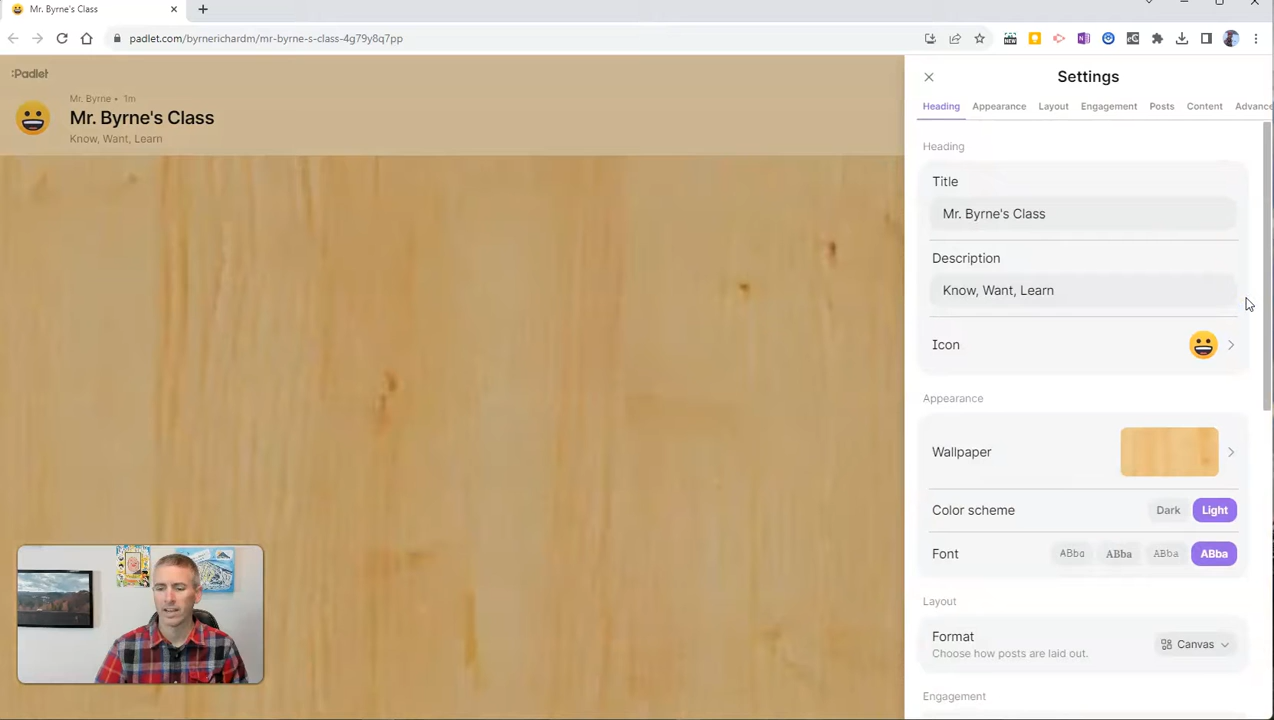 Mr. Byrne's Class
padlet.com/byrnerichardm/mr-byrne-s-class-4g79y8q7pp
:Padlet
Mr. Byrne • 1m
Mr. Byrne's Class
Know, Want, Learn
Settings
Heading Appearance Layout Engagement Posts Content Advance
Heading
Title
Mr. Byrne's Class
Description
Know, Want, Learn
Icon
Appearance
Wallpaper
Color scheme Dark Light
Font ABba ABba ABba ABba
Layout
Format
Choose how posts are laid out.
Canvas
Engagement